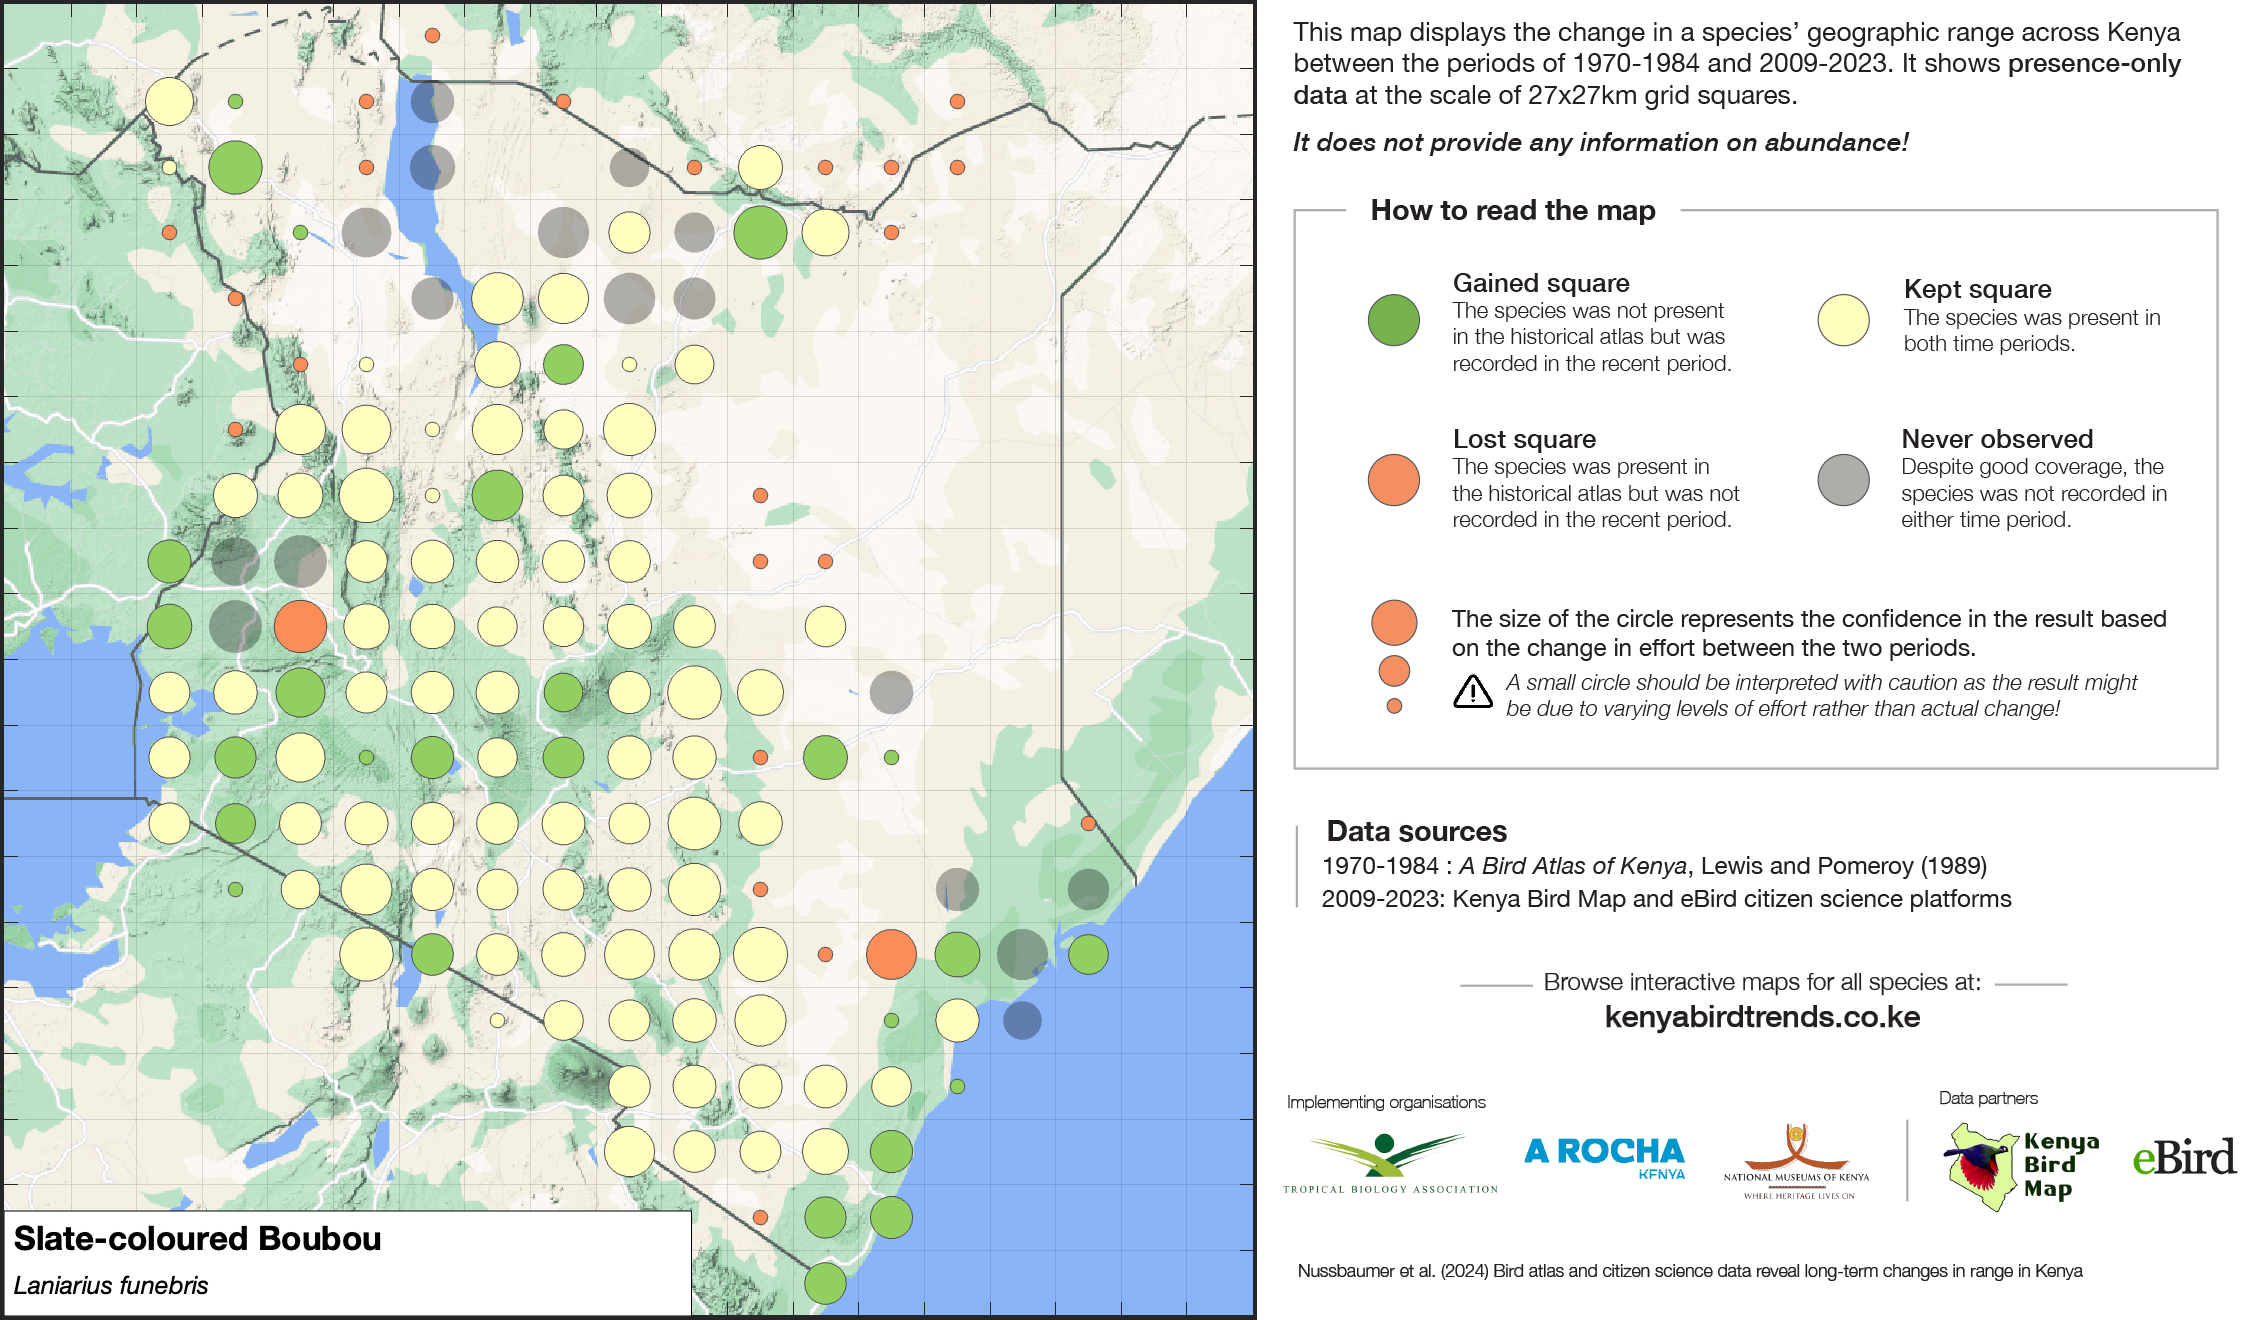 This map displays the change in a species' geographic range across Kenya
between the periods of 1970-1984 and 2009-2023. It shows presence-only
data at the scale of 27x27km grid squares.
It does not provide any information on abundance!
How to read the map
Gained square
The species was not present
in the historical atlas but was
recorded in the recent period.
Kept square
The species was present in
both time periods.
Lost square
The species was present in
the historical atlas but was not
recorded in the recent period.
Never observed
Despite good coverage, the
species was not recorded in
either time period.
The size of the circle represents the confidence in the result based
on the change in effort between the two periods.
A small circle should be interpreted with caution as the result might
be due to varying levels of effort rather than actual change!
Data sources
1970-1984 : A Bird Atlas of Kenya, Lewis and Pomeroy (1989)
2009-2023: Kenya Bird Map and eBird citizen science platforms
Browse interactive maps for all species at:
kenyabirdtrends.co.ke
Implementing organisations
TROPICAL BIOLOGY ASSOCIATION
A ROCHA
KENYA
NATIONAL MUSEUMS OF KENYA
WHERE HERITAGE LIVES ON
Data partners
Kenya
Bird
Map
eBird
Nussbaumer et al. (2024) Bird atlas and citizen science data reveal long-term changes in range in Kenya
Slate-coloured Boubou
Laniarius funebris